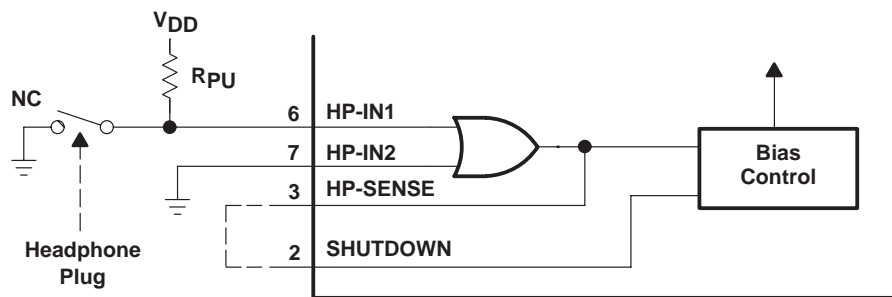 VDD
RPU
NC
6 HP-IN1
7 HP-IN2
3 HP-SENSE
2 SHUTDOWN
Bias
Control
Headphone
Plug